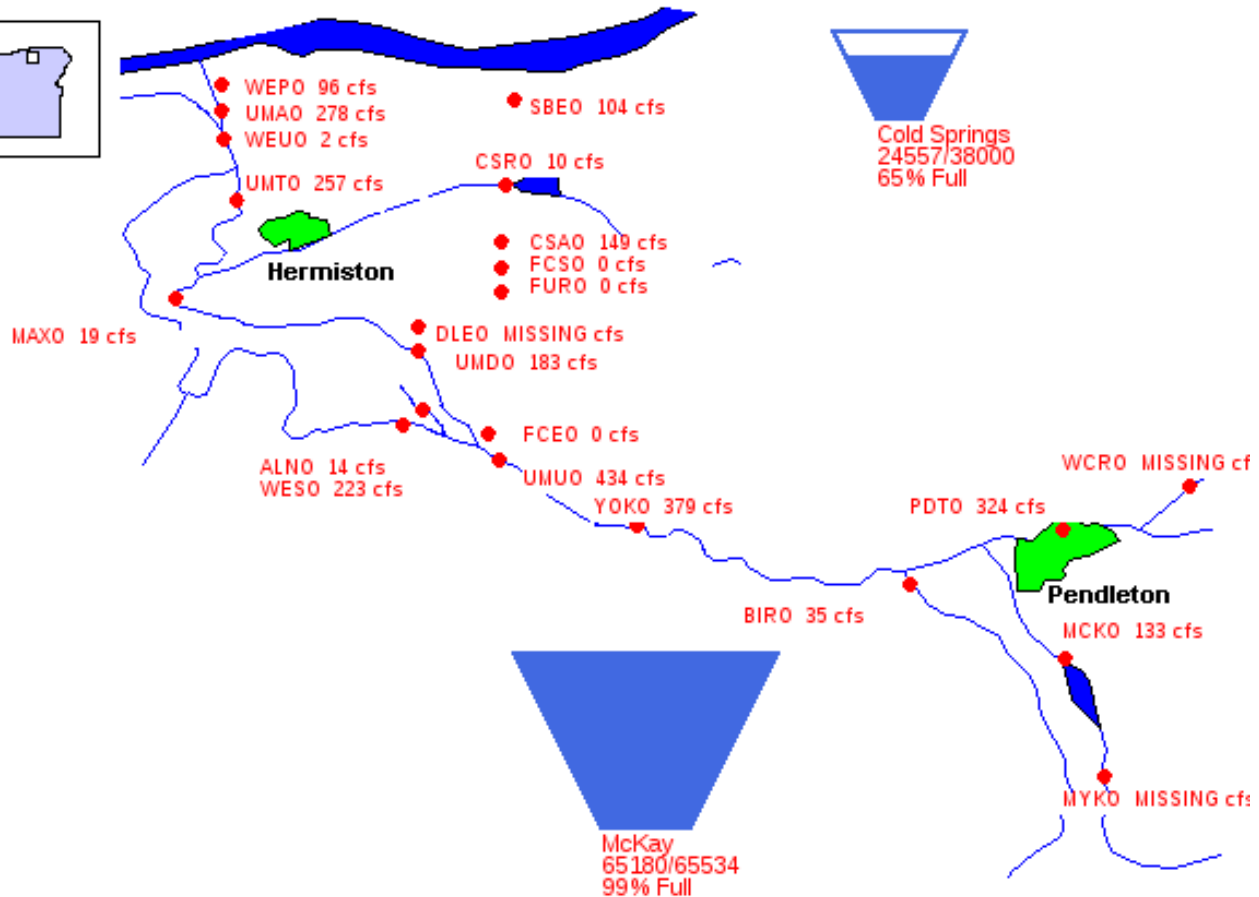 WEPO 96 cfs
UMAO 278 cfs
WEUO 2 cfs
SBEO 104 cfs
Cold Springs
24557/38000
65% Full
CSRO 10 cfs
UMTO 257 cfs
CSAO 149 cfs
FCSO 0 cfs
FURO 0 cfs
Hermiston
MAXO 19 cfs
DLEO MISSING cfs
UMDO 183 cfs
FCEO 0 cfs
ALNO 14 cfs
WESO 223 cfs
UMUO 434 cfs
YOKO 379 cfs
WCRO MISSING cf
PDTO 324 cfs
Pendleton
BIRO 35 cfs
MCKO 133 cfs
MYKO MISSING cfs
McKay
65180/65534
99% Full